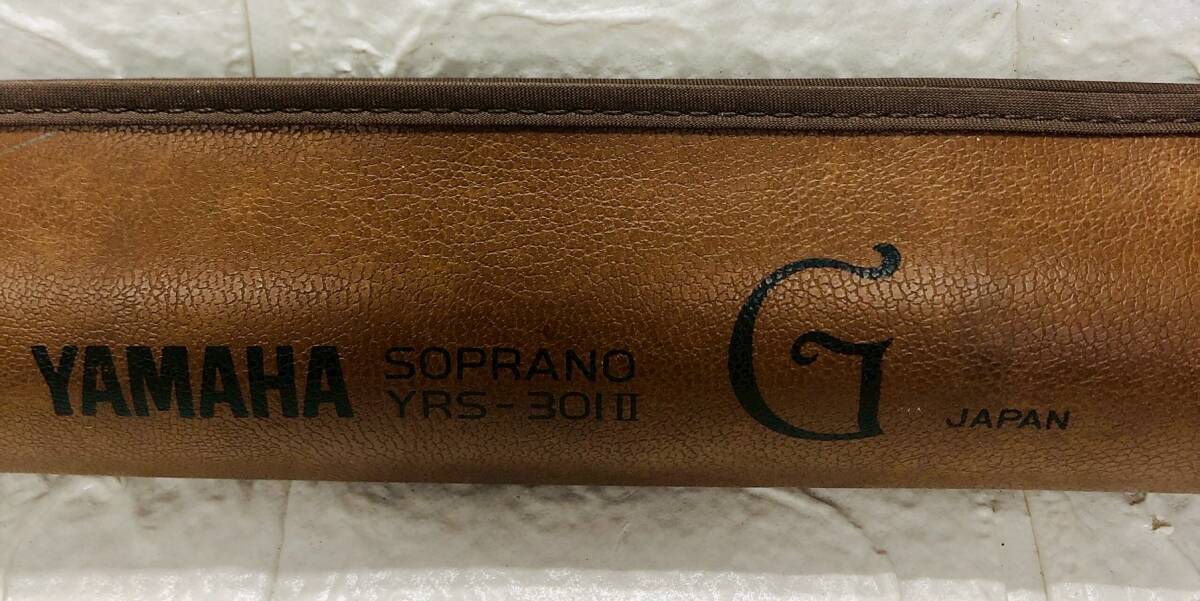 YAMAHA
SOPRANO
YRS-301II
G
JAPAN